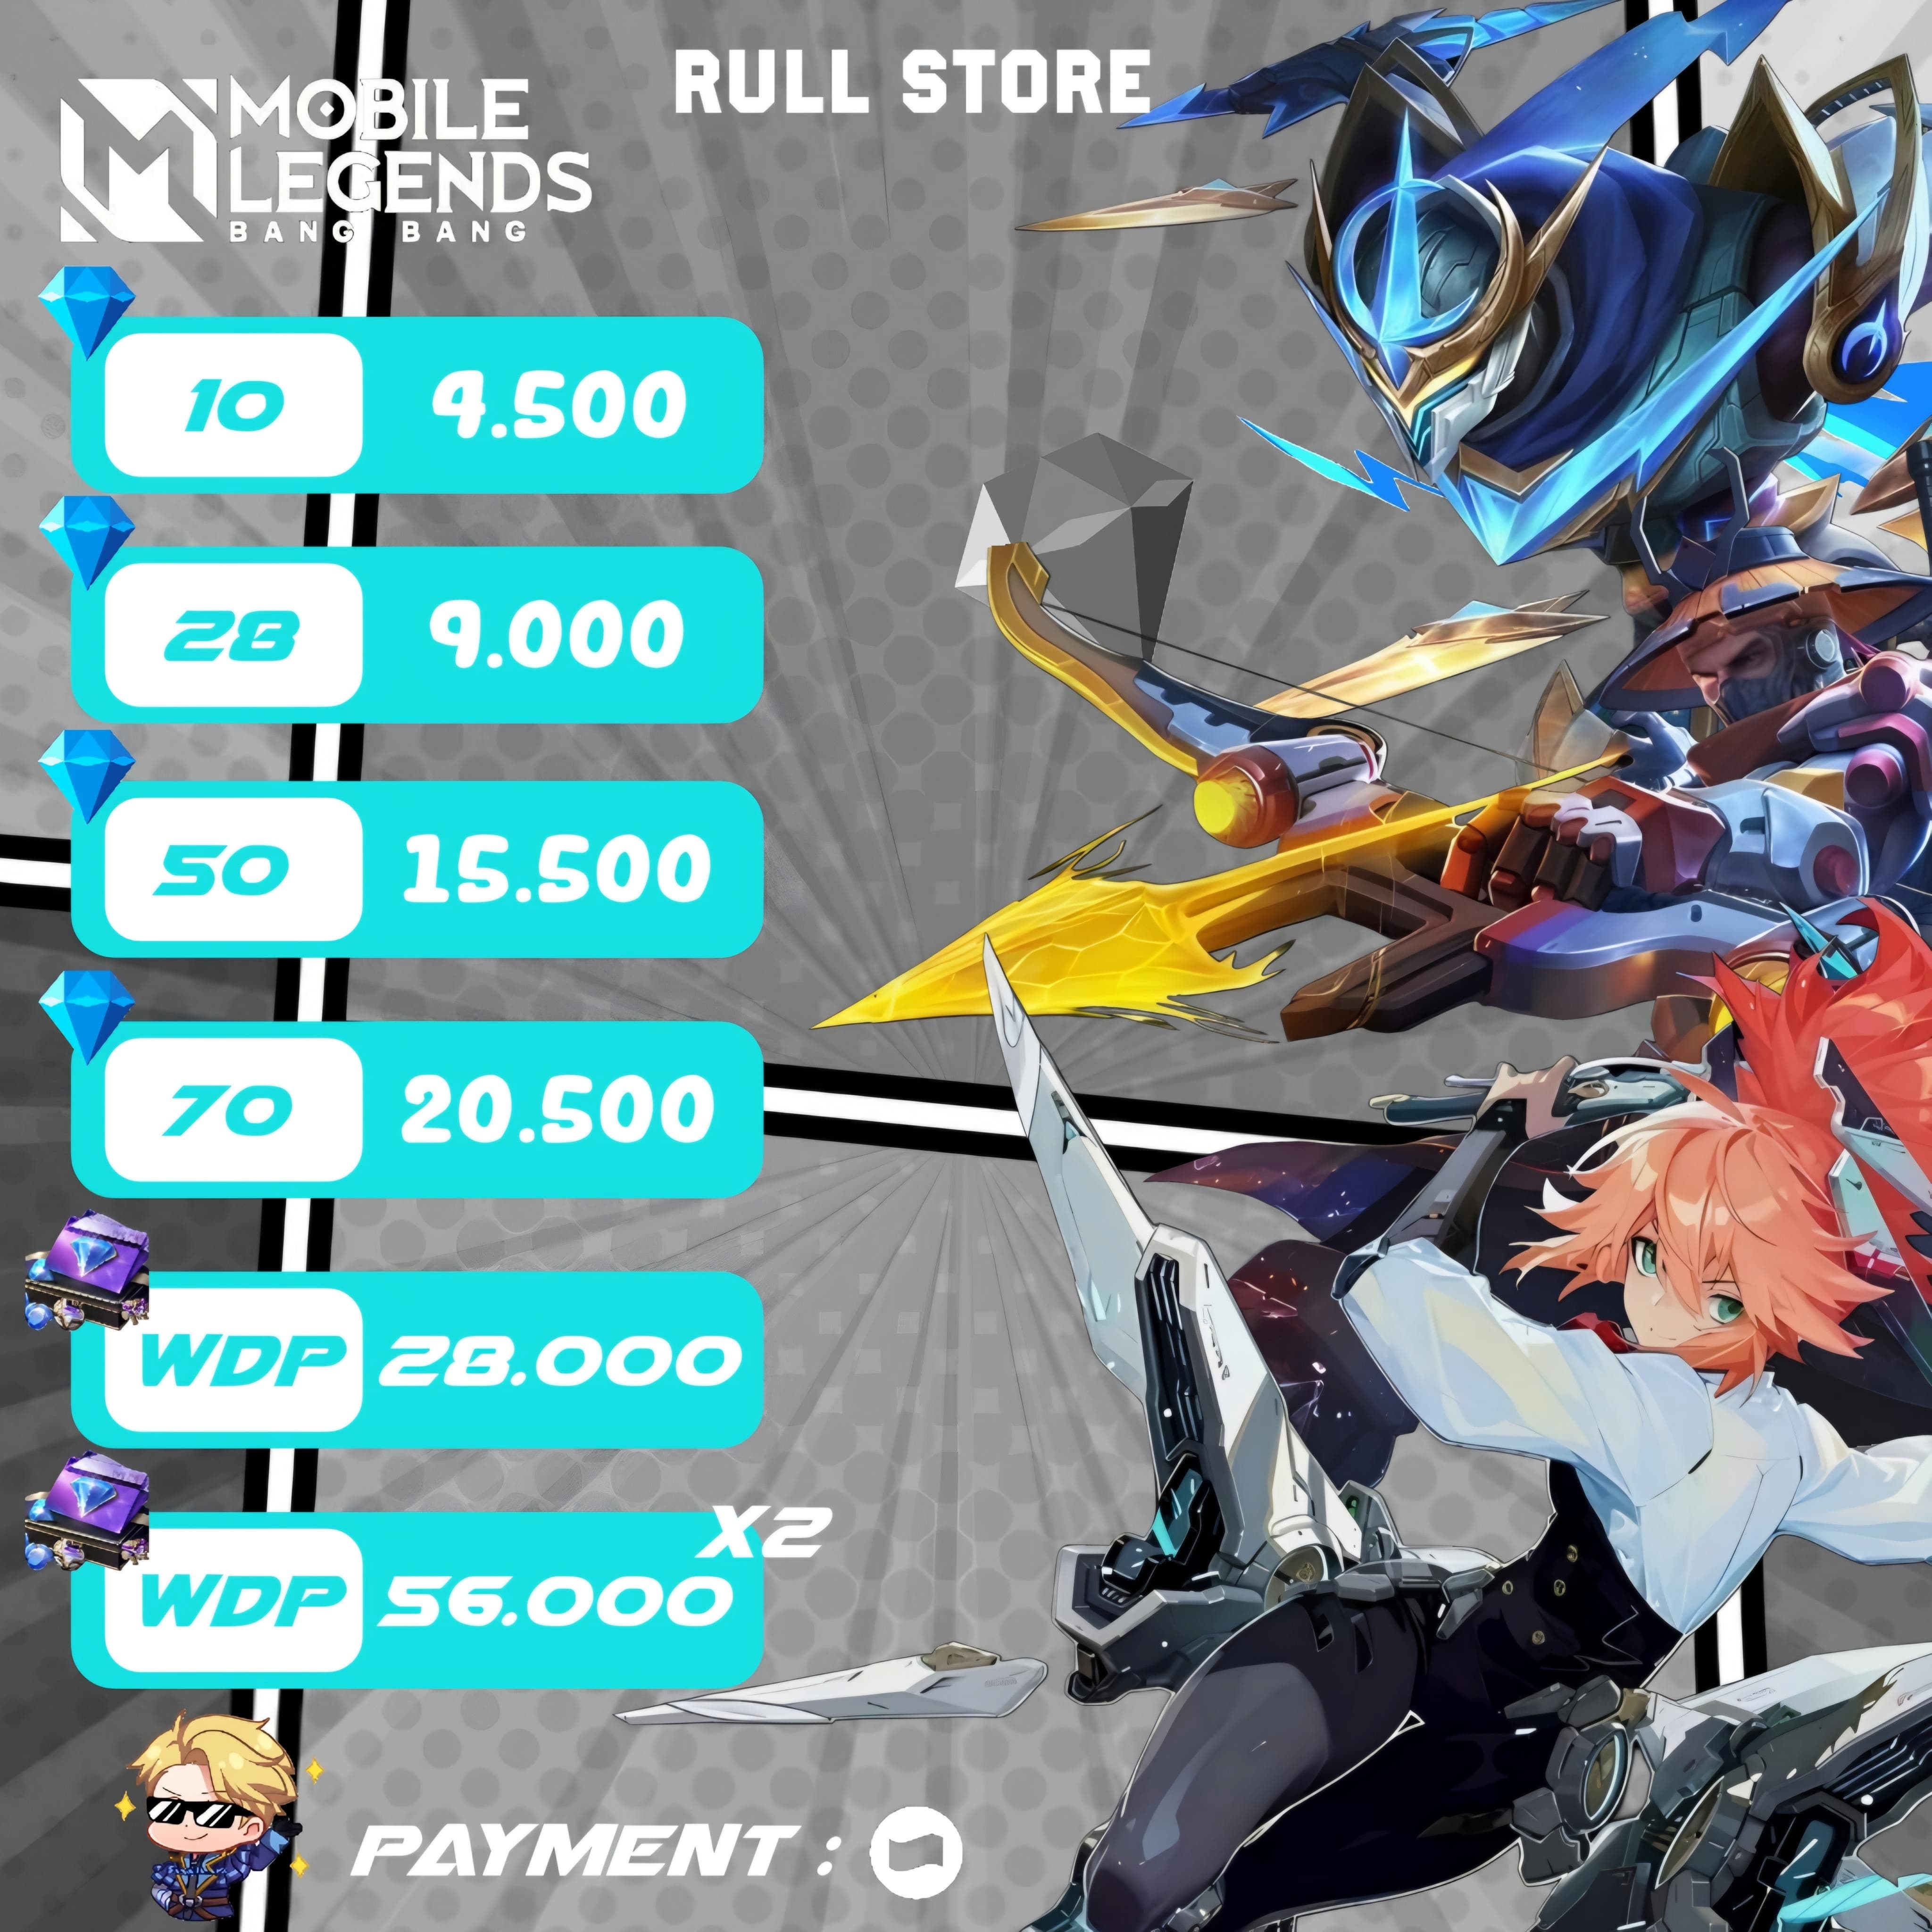 RULL STORE
MOBILE
LEGENDS
BANG BANG
10 4.500
28 9.000
50 15.500
70 20.500
WDP 28.000
X2
WDP 56.000
PAYMENT :